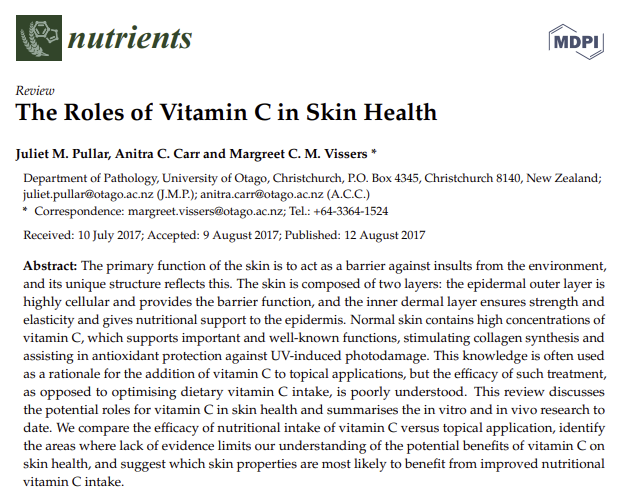 nutrients
MDPI
Review
The Roles of Vitamin C in Skin Health
Juliet M. Pullar, Anitra C. Carr and Margreet C. M. Vissers *
Department of Pathology, University of Otago, Christchurch, P.O. Box 4345, Christchurch 8140, New Zealand;
juliet.pullar@otago.ac.nz (J.M.P.); anitra.carr@otago.ac.nz (A.C.C.)
* Correspondence: margreet.vissers@otago.ac.nz; Tel.: +64-3364-1524
Received: 10 July 2017; Accepted: 9 August 2017; Published: 12 August 2017
Abstract: The primary function of the skin is to act as a barrier against insults from the environment,
and its unique structure reflects this. The skin is composed of two layers: the epidermal outer layer is
highly cellular and provides the barrier function, and the inner dermal layer ensures strength and
elasticity and gives nutritional support to the epidermis. Normal skin contains high concentrations of
vitamin C, which supports important and well-known functions, stimulating collagen synthesis and
assisting in antioxidant protection against UV-induced photodamage. This knowledge is often used
as a rationale for the addition of vitamin C to topical applications, but the efficacy of such treatment,
as opposed to optimising dietary vitamin C intake, is poorly understood. This review discusses
the potential roles for vitamin C in skin health and summarises the in vitro and in vivo research to
date. We compare the efficacy of nutritional intake of vitamin C versus topical application, identify
the areas where lack of evidence limits our understanding of the potential benefits of vitamin C on
skin health, and suggest which skin properties are most likely to benefit from improved nutritional
vitamin C intake.